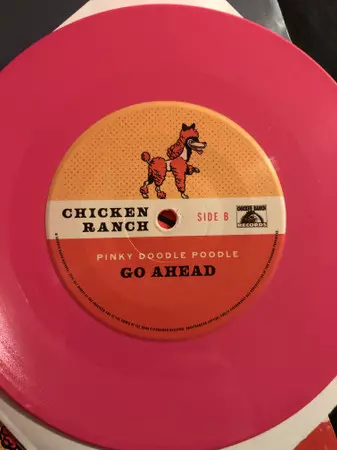 CHICKEN
RANCH
SIDE B
CHICKEN RANCH
RECORDS
PINKY DOODLE POODLE
GO AHEAD